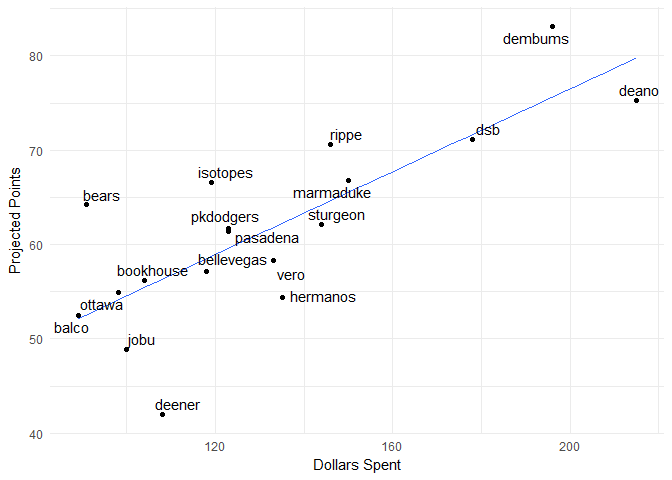 80
70
60
50
40
Projected Points
dembums
deano
rippe
dsb
isotopes
bears
marmaduke
pkdodgers
sturgeon
pasadena
bellevegas
bookhouse
vero
ottawa
hermanos
balco
jobu
deener
120
160
200
Dollars Spent